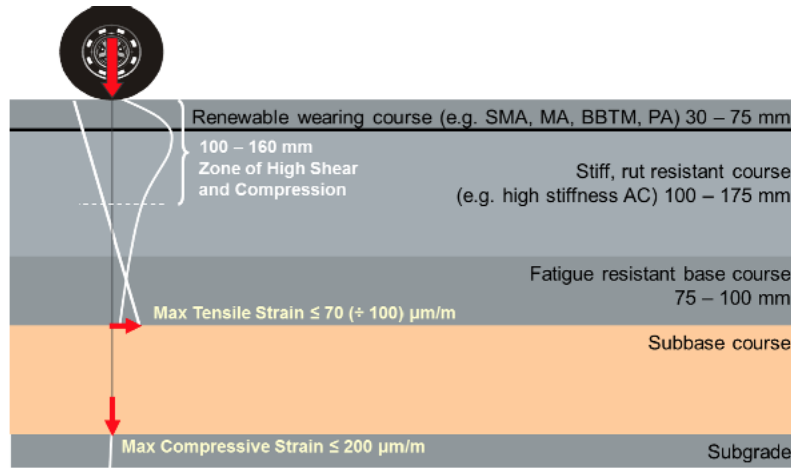 Renewable wearing course (e.g. SMA, MA, BBTM, PA) 30 – 75 mm
100 – 160 mm
Zone of High Shear
and Compression
Stiff, rut resistant course
(e.g. high stiffness AC) 100 – 175 mm
Fatigue resistant base course
75 – 100 mm
Max Tensile Strain ≤ 70 (÷ 100) µm/m
Subbase course
Max Compressive Strain ≤ 200 µm/m
Subgrade